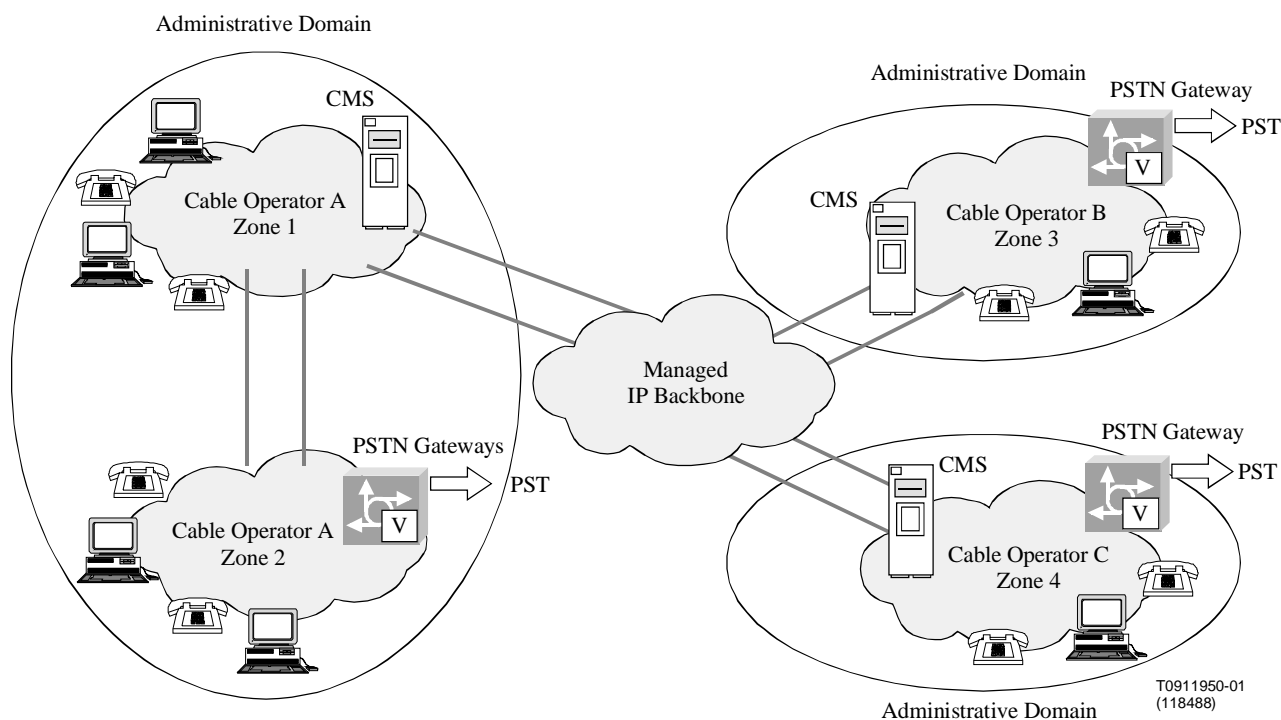 Administrative Domain
CMS
Cable Operator A
Zone 1
PSTN Gateways
PST
V
Cable Operator A
Zone 2
Managed
IP Backbone
Administrative Domain
PSTN Gateway
PST
V
CMS
Cable Operator B
Zone 3
PSTN Gateway
PST
CMS
V
Cable Operator C
Zone 4
Administrative Domain
T0911950-01
(118488)